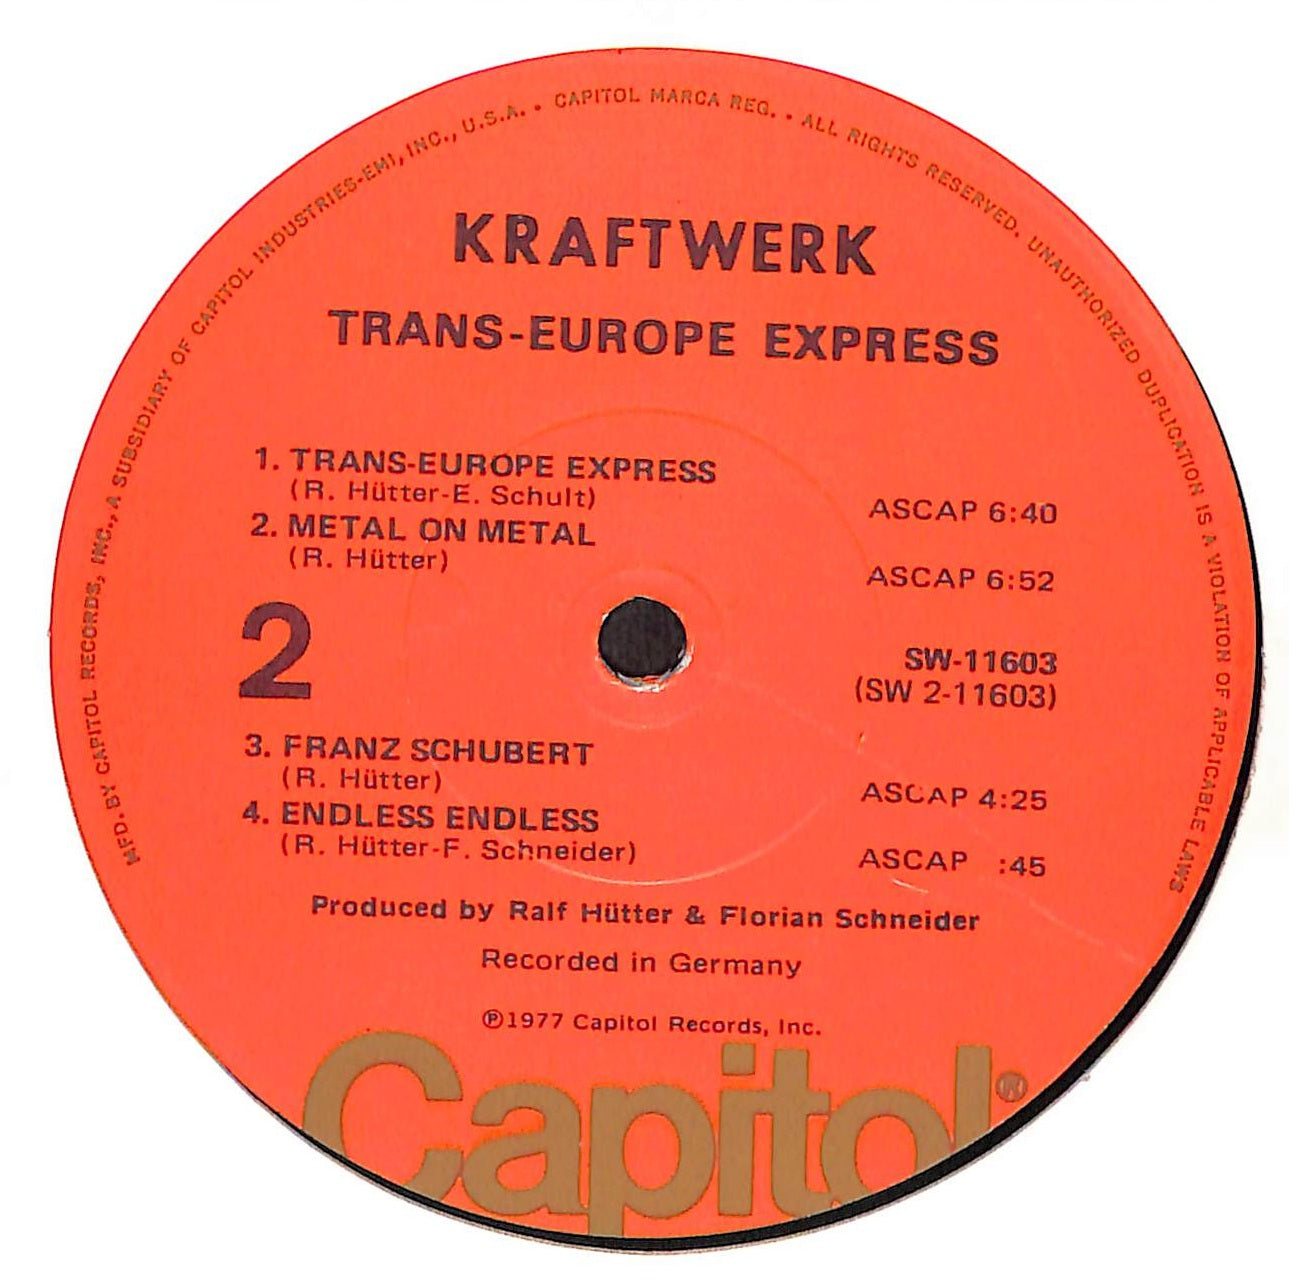 MFD. BY CAPITOL RECORDS, INC., A SUBSIDIARY OF CAPITOL INDUSTRIES-EMI, INC., U.S.A. • CAPITOL MARCA REG. • ALL RIGHTS RESERVED. UNAUTHORIZED DUPLICATION IS A VIOLATION OF APPLICABLE LAWS
KRAFTWERK
TRANS-EUROPE EXPRESS
1. TRANS-EUROPE EXPRESS
(R. Hütter-E. Schult) ASCAP 6:40
2. METAL ON METAL
(R. Hütter) ASCAP 6:52
2
SW-11603
(SW 2-11603)
3. FRANZ SCHUBERT
(R. Hütter) ASCAP 4:25
4. ENDLESS ENDLESS
(R. Hütter-F. Schneider) ASCAP :45
Produced by Ralf Hütter & Florian Schneider
Recorded in Germany
℗1977 Capitol Records, Inc.
Capitol®